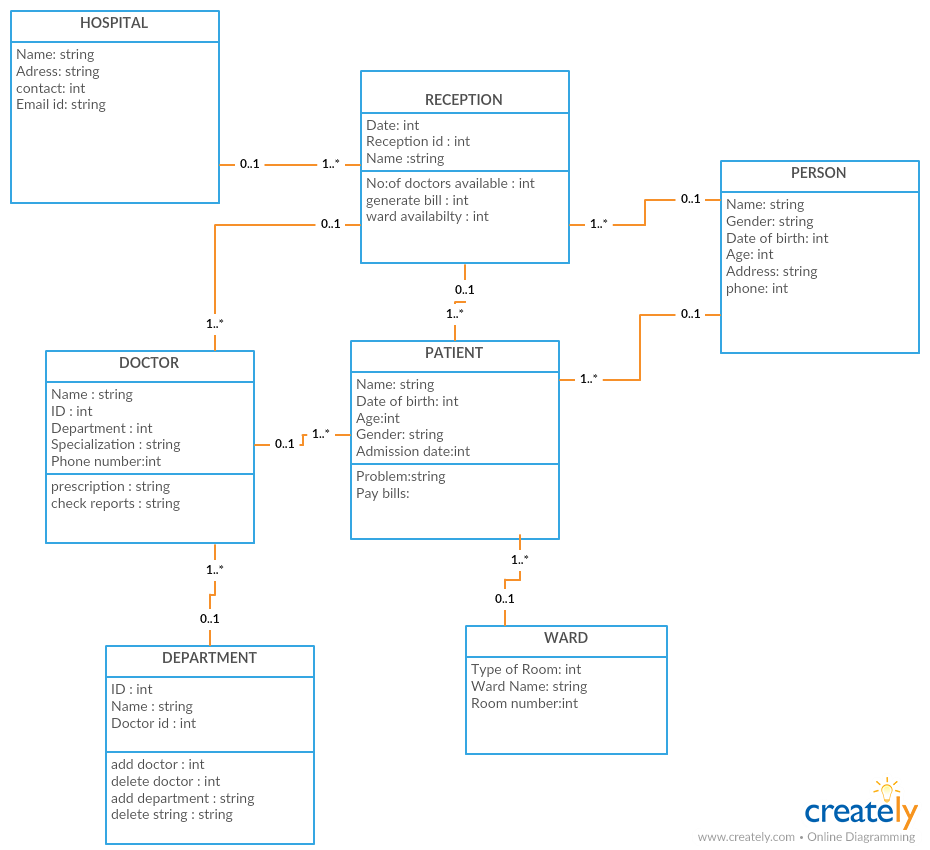 HOSPITAL
Name: string
Adress: string
contact: int
Email id: string
RECEPTION
Date: int
Reception id : int
Name :string
No:of doctors available : int
generate bill : int
ward availabilty : int
0..1
1..*
PERSON
Name: string
Gender: string
Date of birth: int
Age: int
Address: string
phone: int
1..*
0..1
0..1
1..*
0..1
1..*
0..1
1..*
DOCTOR
Name : string
ID : int
Department : int
Specialization : string
Phone number:int
prescription : string
check reports : string
0..1
1..*
PATIENT
Name: string
Date of birth: int
Age:int
Gender: string
Admission date:int
Problem:string
Pay bills:
1..*
0..1
1..*
0..1
DEPARTMENT
ID : int
Name : string
Doctor id : int
add doctor : int
delete doctor : int
add department : string
delete string : string
WARD
Type of Room: int
Ward Name: string
Room number:int
creately
www.creately.com • Online Diagramming